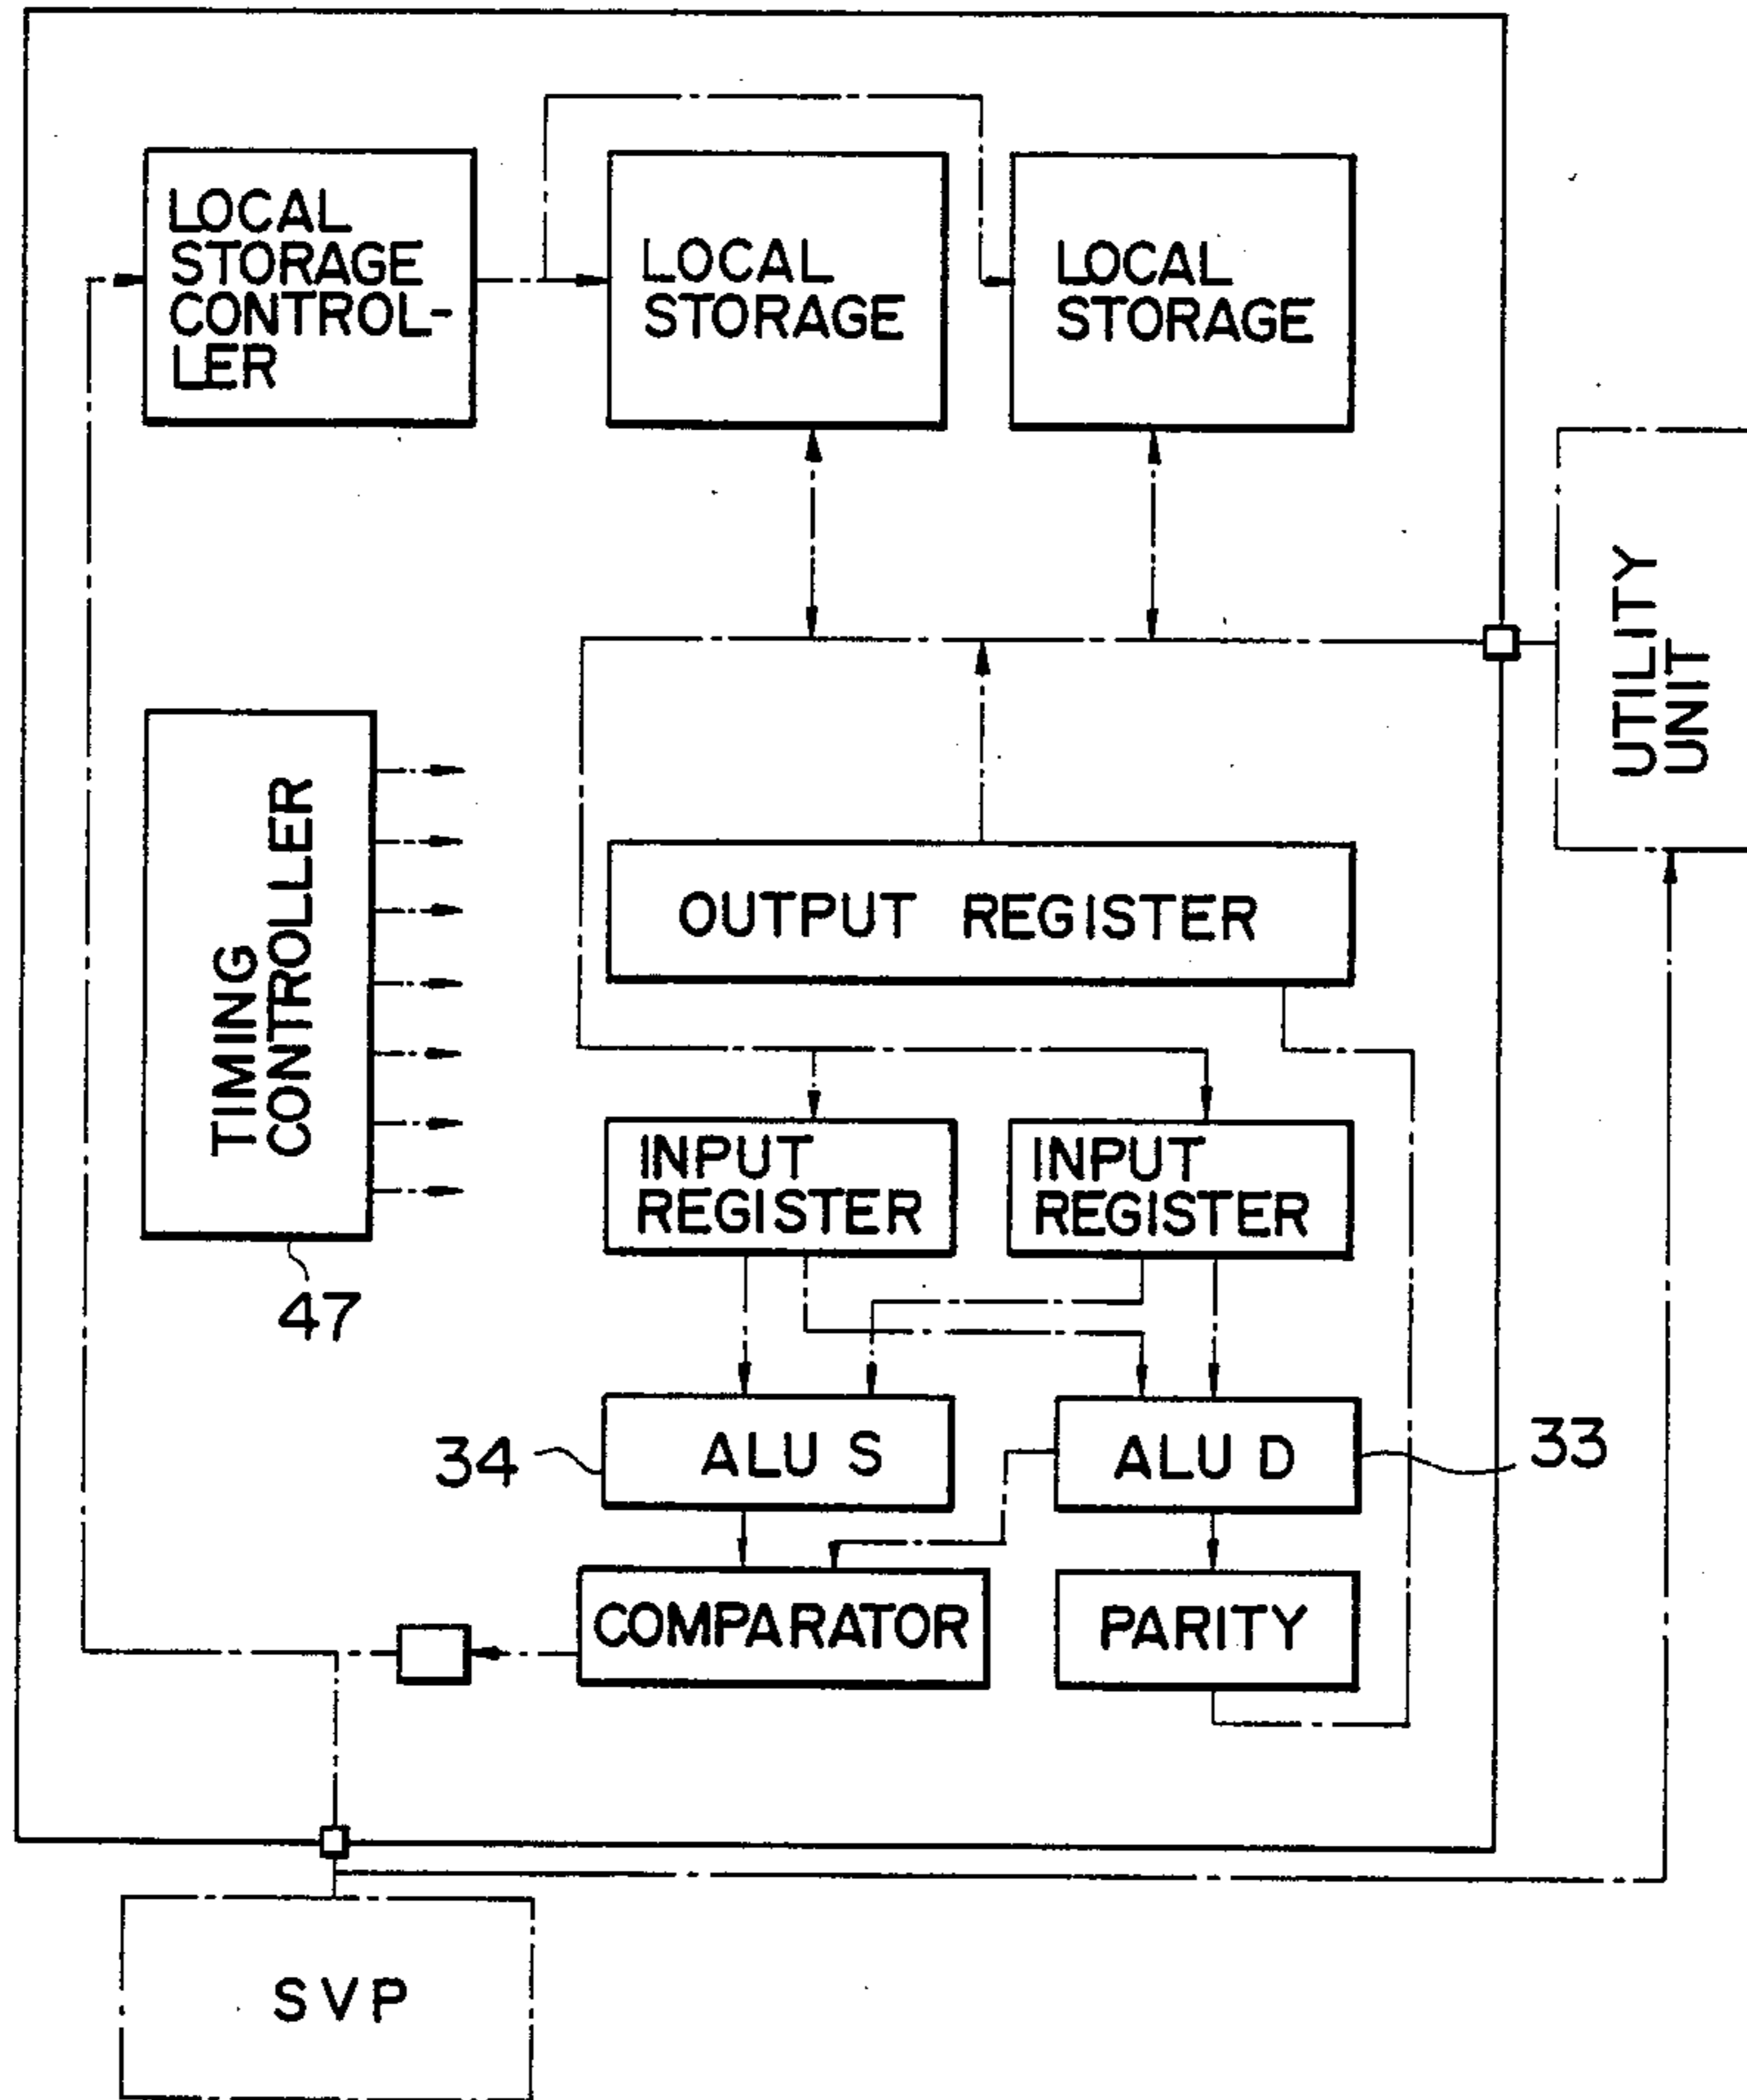 LOCAL
STORAGE
CONTROL-
LER
LOCAL
STORAGE
LOCAL
STORAGE
UTILITY
UNIT
TIMING
CONTROLLER
47
OUTPUT REGISTER
INPUT
REGISTER
INPUT
REGISTER
34
ALU S
ALU D
33
COMPARATOR
PARITY
SVP